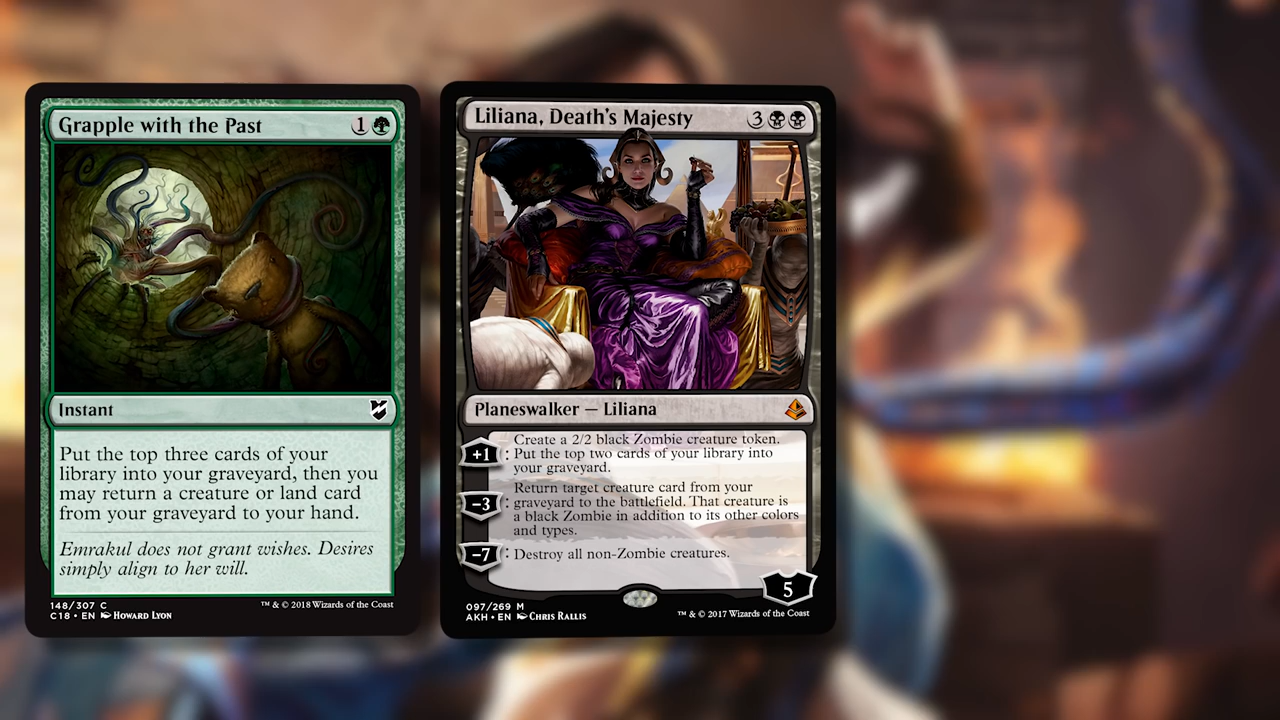 Grapple with the Past 1
Instant
Put the top three cards of your
library into your graveyard, then you
may return a creature or land card
from your graveyard to your hand.
Emrakul does not grant wishes. Desires
simply align to her will.
148/307 C
C18 • EN Howard Lyon
™ & © 2018 Wizards of the Coast
Liliana, Death's Majesty 3
Planeswalker — Liliana
+1: Create a 2/2 black Zombie creature token.
Put the top two cards of your library into
your graveyard.
−3: Return target creature card from your
graveyard to the battlefield. That creature is
a black Zombie in addition to its other colors
and types.
−7: Destroy all non-Zombie creatures.
5
097/269 M
AKH • EN Chris Rallis
™ & © 2017 Wizards of the Coast